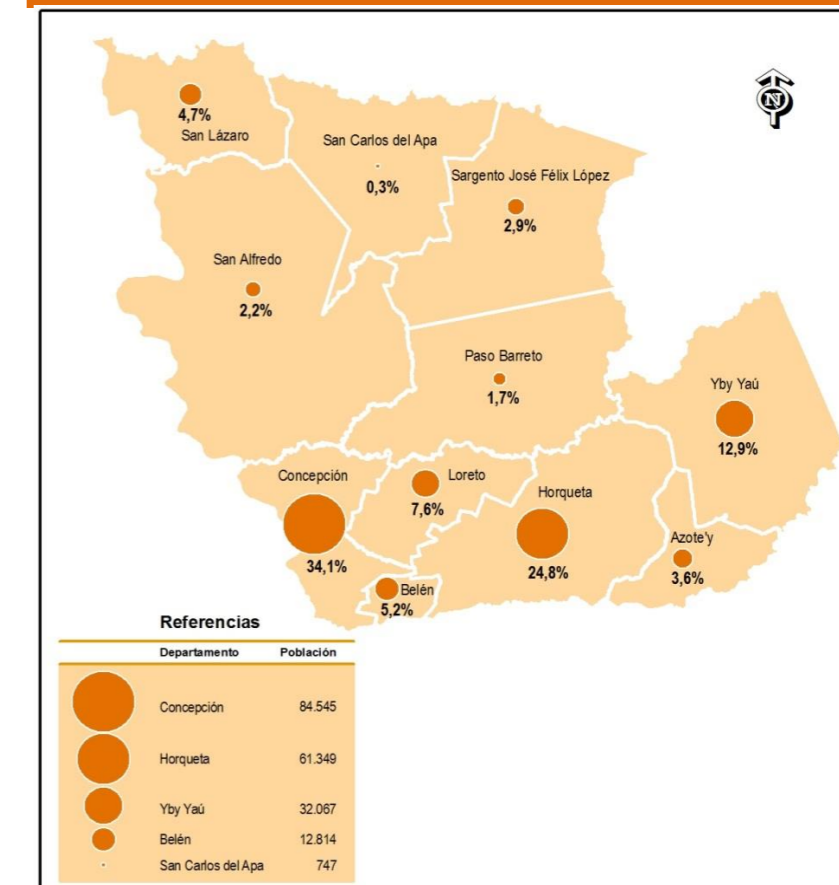 N
4,7%
San Lázaro
San Carlos del Apa
0,3%
Sargento José Félix López
2,9%
San Alfredo
2,2%
Paso Barreto
1,7%
Yby Yaú
12,9%
Concepción
34,1%
Loreto
7,6%
Horqueta
24,8%
Azote'y
3,6%
Belén
5,2%
Referencias
Departamento Población
Concepción 84.545
Horqueta 61.349
Yby Yaú 32.067
Belén 12.814
San Carlos del Apa 747